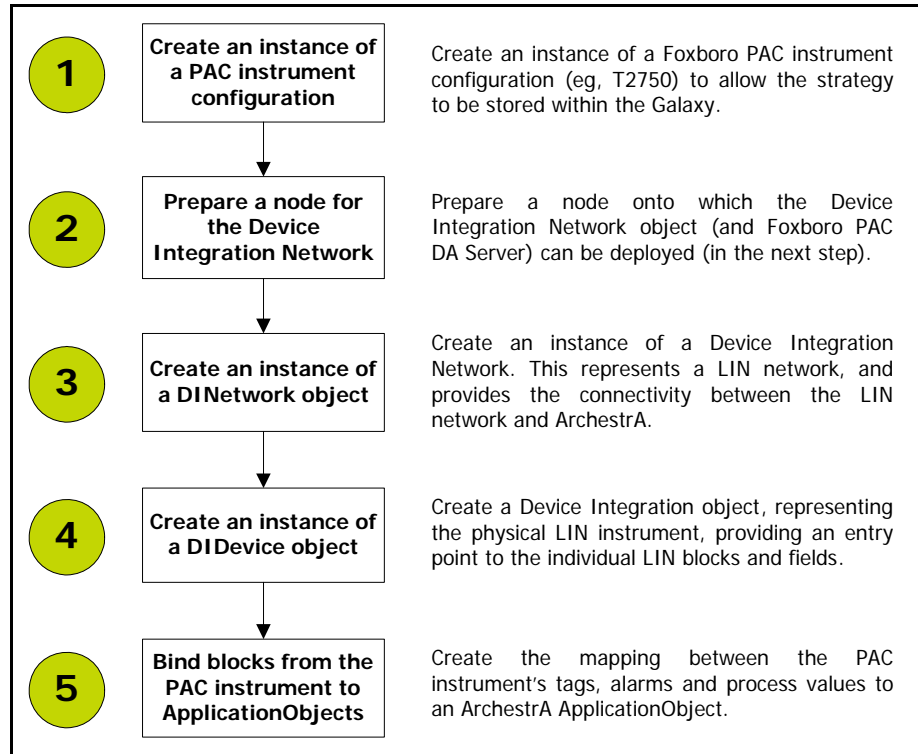 1
Create an instance of
a PAC instrument
configuration
Create an instance of a Foxboro PAC instrument
configuration (eg, T2750) to allow the strategy
to be stored within the Galaxy.
2
Prepare a node for
the Device
Integration Network
Prepare a node onto which the Device
Integration Network object (and Foxboro PAC
DA Server) can be deployed (in the next step).
3
Create an instance of
a DINetwork object
Create an instance of a Device Integration
Network. This represents a LIN network, and
provides the connectivity between the LIN
network and ArchestrA.
4
Create an instance of
a DIDevice object
Create a Device Integration object, representing
the physical LIN instrument, providing an entry
point to the individual LIN blocks and fields.
5
Bind blocks from the
PAC instrument to
ApplicationObjects
Create the mapping between the PAC
instrument's tags, alarms and process values to
an ArchestrA ApplicationObject.